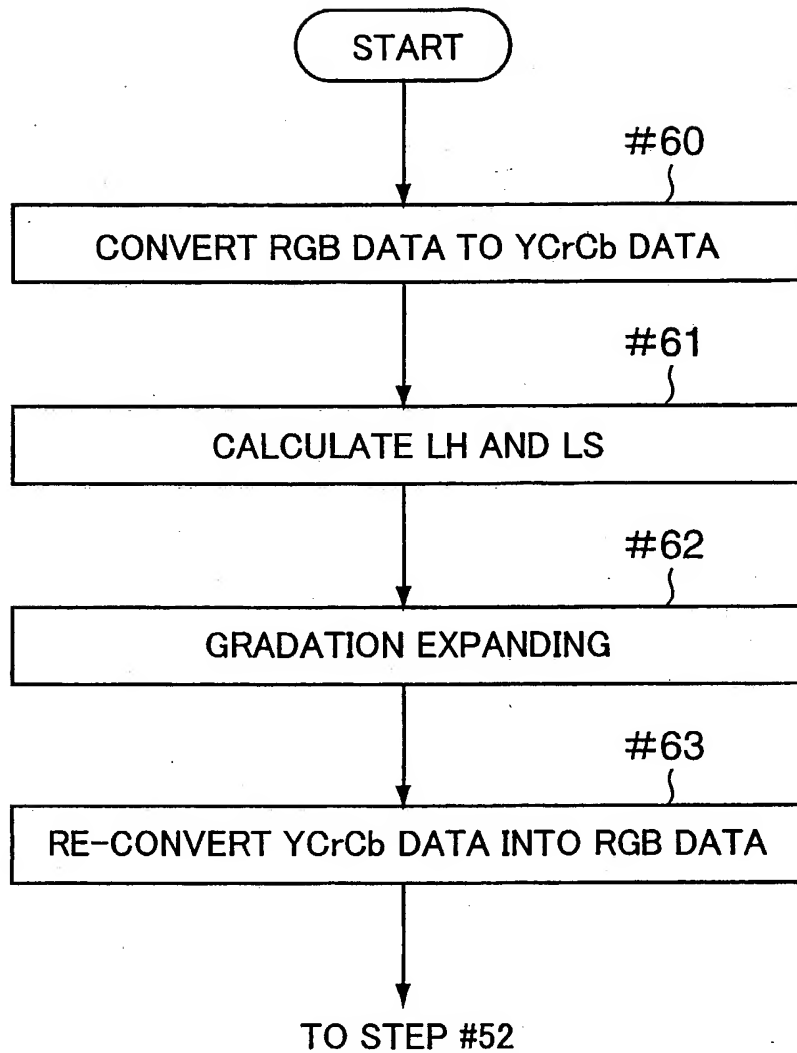 START
#60
CONVERT RGB DATA TO YCrCb DATA
#61
CALCULATE LH AND LS
#62
GRADATION EXPANDING
#63
RE-CONVERT YCrCb DATA INTO RGB DATA
TO STEP #52